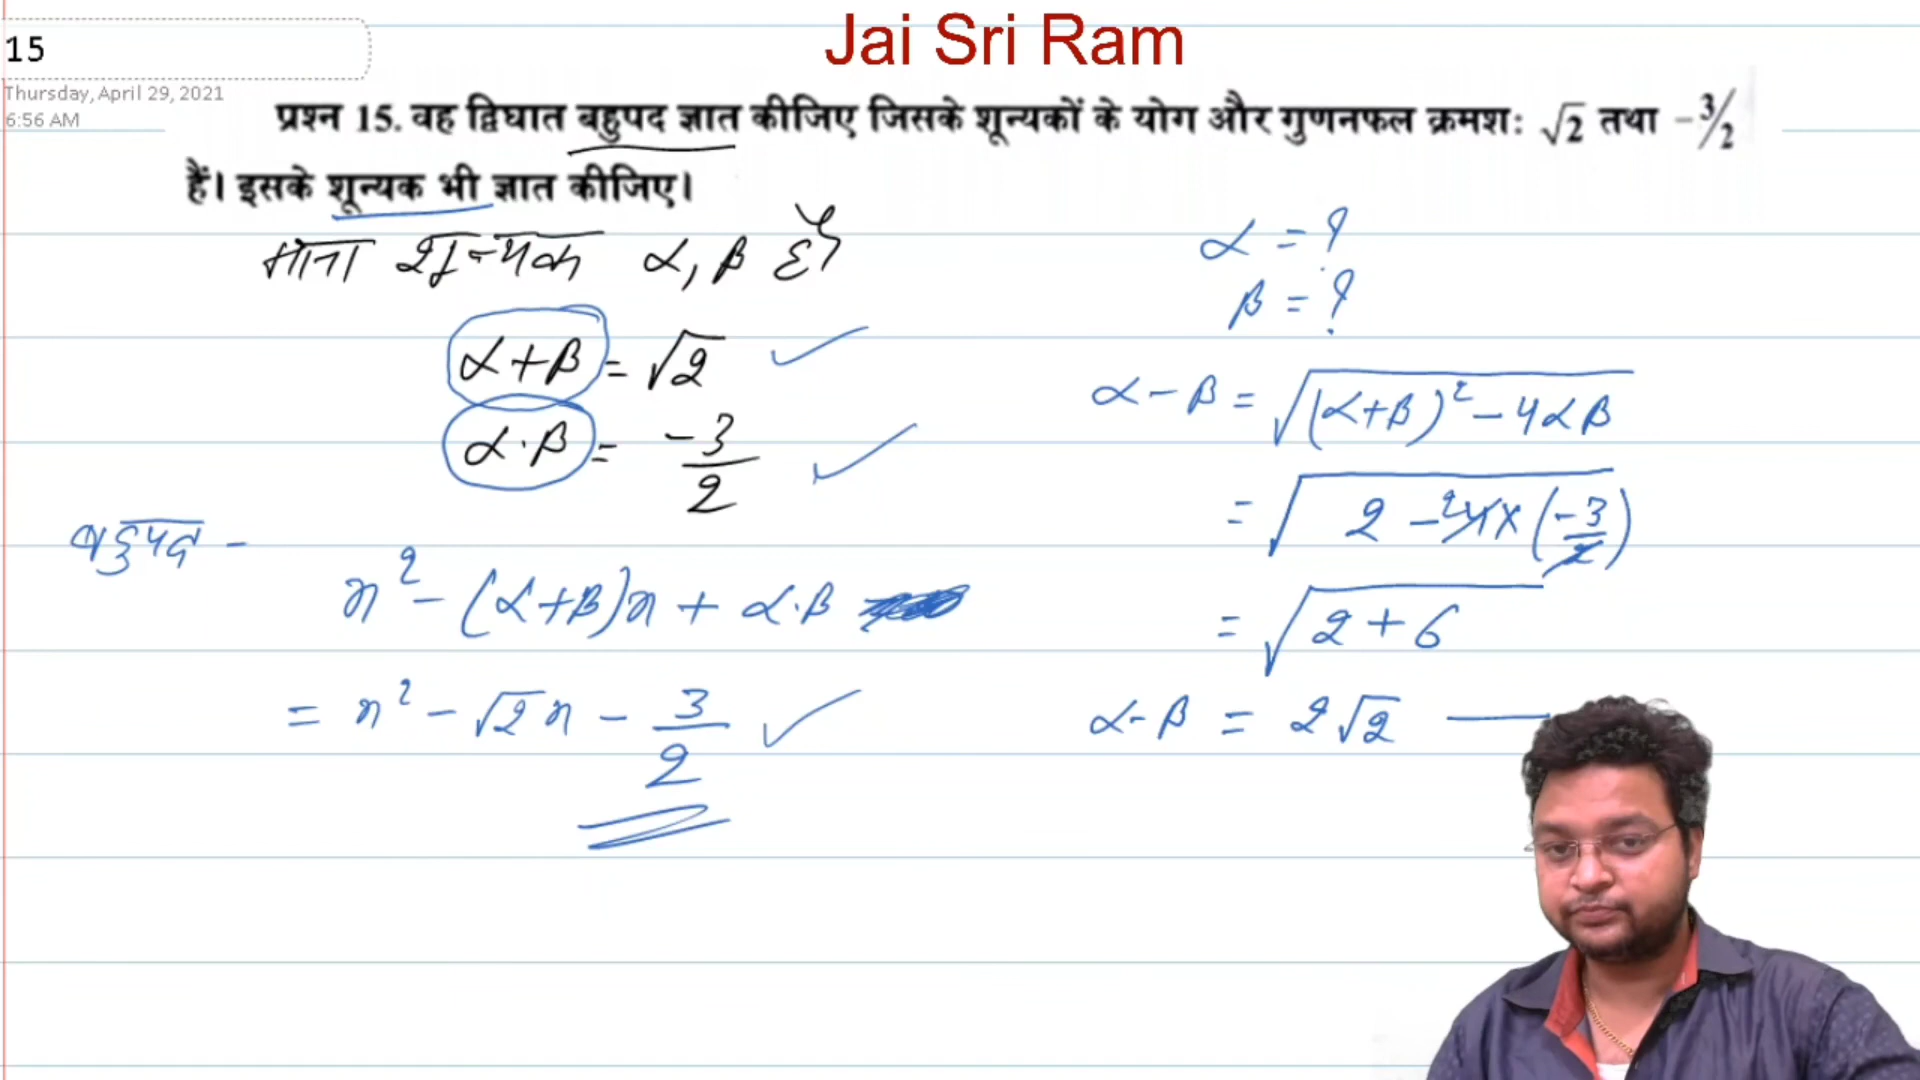 Jai Sri Ram
15
Thursday, April 29, 2021
6:56 AM
प्रश्न 15. वह द्विघात बहुपद ज्ञात कीजिए जिसके शून्यकों के योग और गुणनफल क्रमशः √2 तथा -3/2
हैं। इसके शून्यक भी ज्ञात कीजिए।
माना शून्यक α, β है
α+β = √2
α·β = -3/2
बहुपद -
x² - (α+β)x + α·β
= x² - √2x - 3/2
α = ?
β = ?
α - β = √(α+β)² - 4αβ
= √2 - 4 × (-3/2)
2
= √2 + 6
α - β = 2√2 —